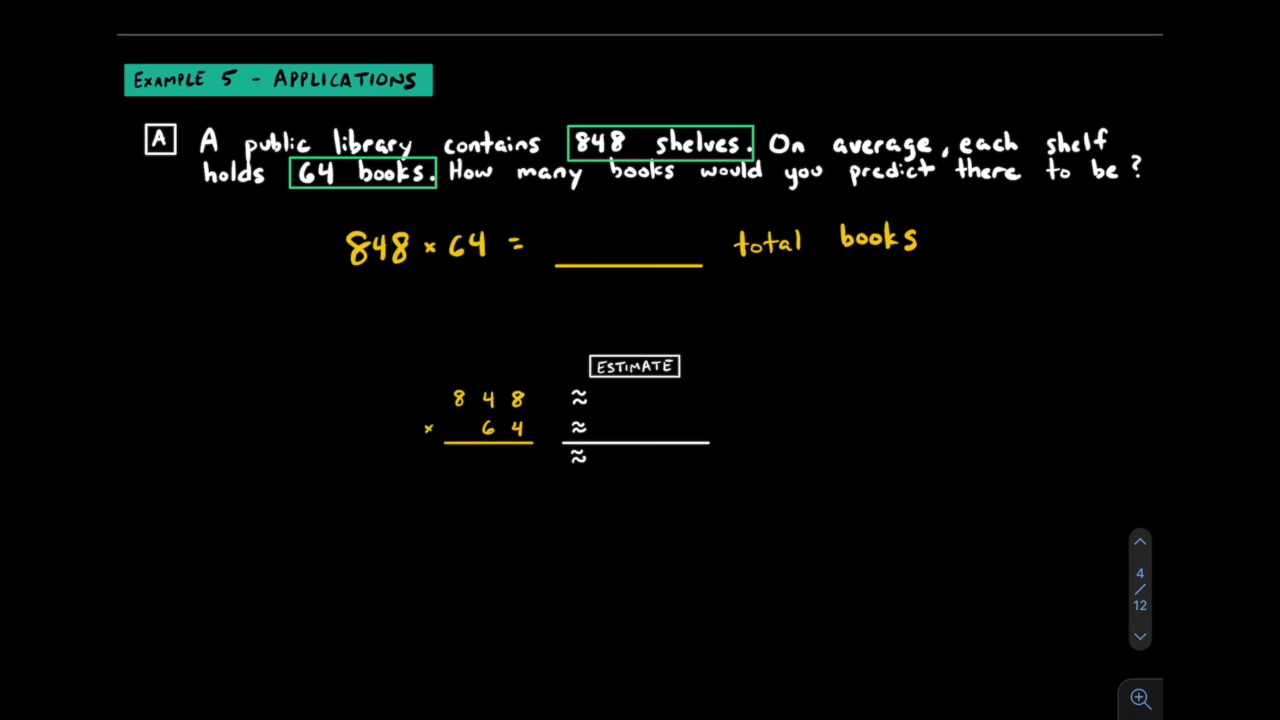 EXAMPLE 5 - APPLICATIONS
A A public library contains 848 shelves. On average, each shelf
holds 64 books. How many books would you predict there to be?
848 × 64 = ______ total books
ESTIMATE
8 4 8 ≈
× 6 4 ≈
≈
4
/
12